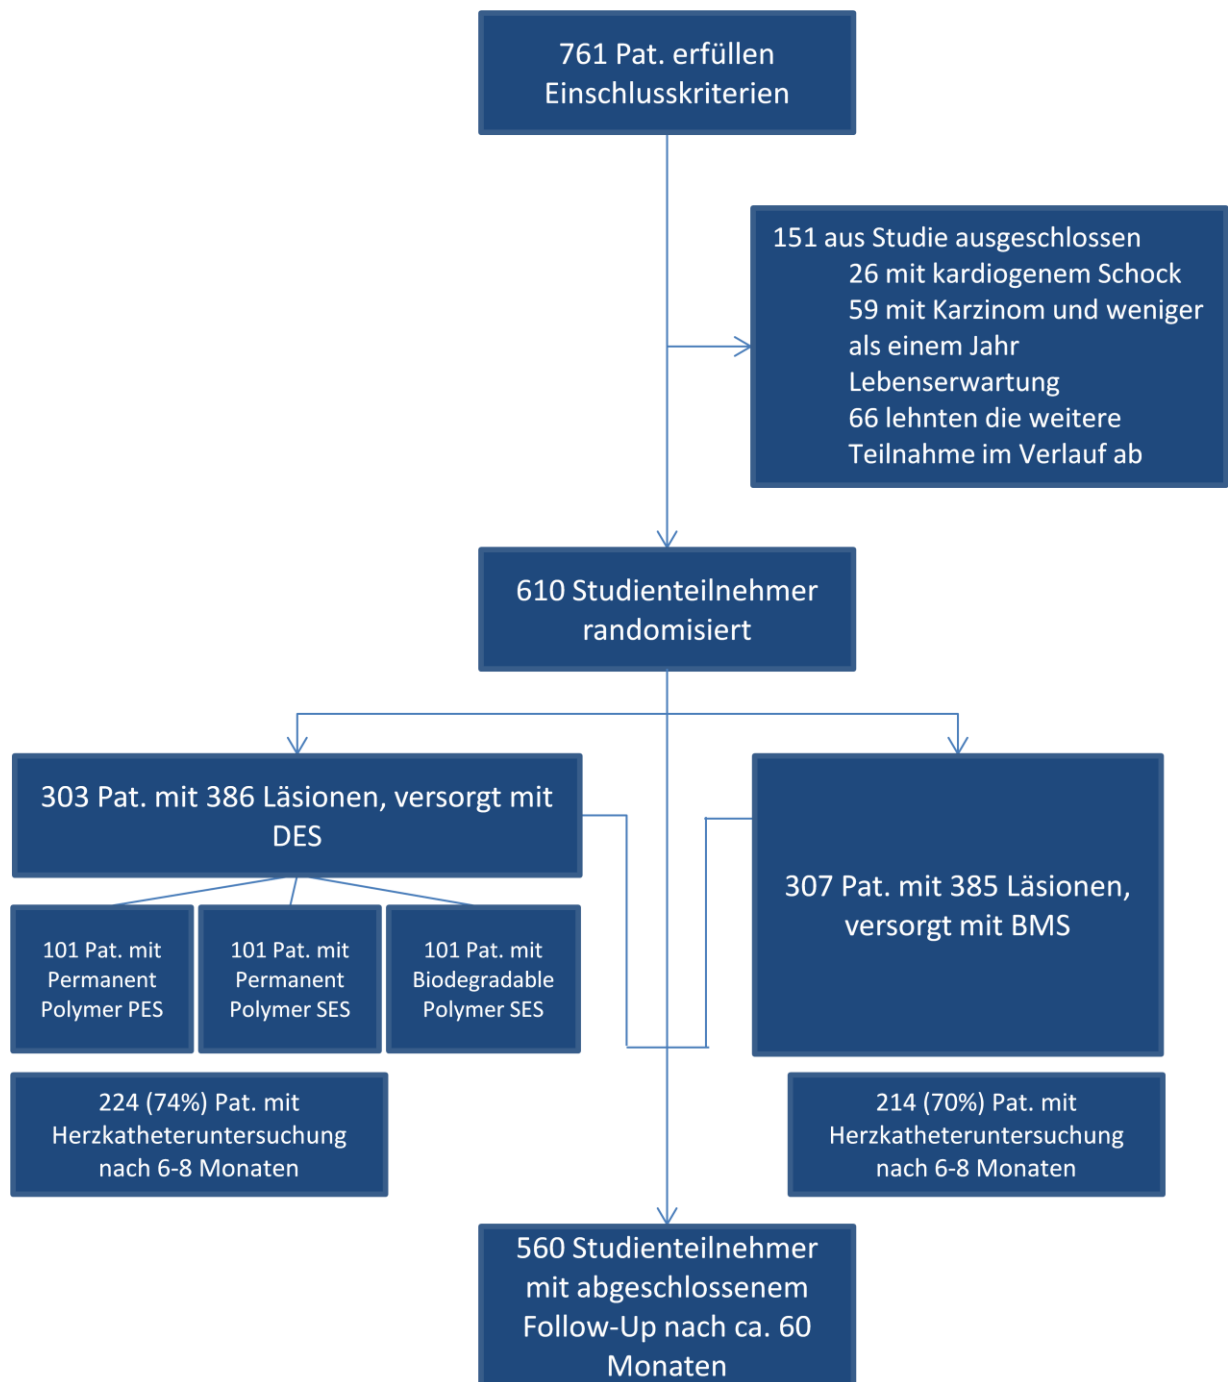 761 Pat. erfüllen
Einschlusskriterien
151 aus Studie ausgeschlossen
26 mit kardiogenem Schock
59 mit Karzinom und weniger
als einem Jahr
Lebenserwartung
66 lehnten die weitere
Teilnahme im Verlauf ab
610 Studienteilnehmer
randomisiert
303 Pat. mit 386 Läsionen, versorgt mit
DES
307 Pat. mit 385 Läsionen,
versorgt mit BMS
101 Pat. mit
Permanent
Polymer PES
101 Pat. mit
Permanent
Polymer SES
101 Pat. mit
Biodegradable
Polymer SES
224 (74%) Pat. mit
Herzkatheteruntersuchung
nach 6-8 Monaten
214 (70%) Pat. mit
Herzkatheteruntersuchung
nach 6-8 Monaten
560 Studienteilnehmer
mit abgeschlossenem
Follow-Up nach ca. 60
Monaten